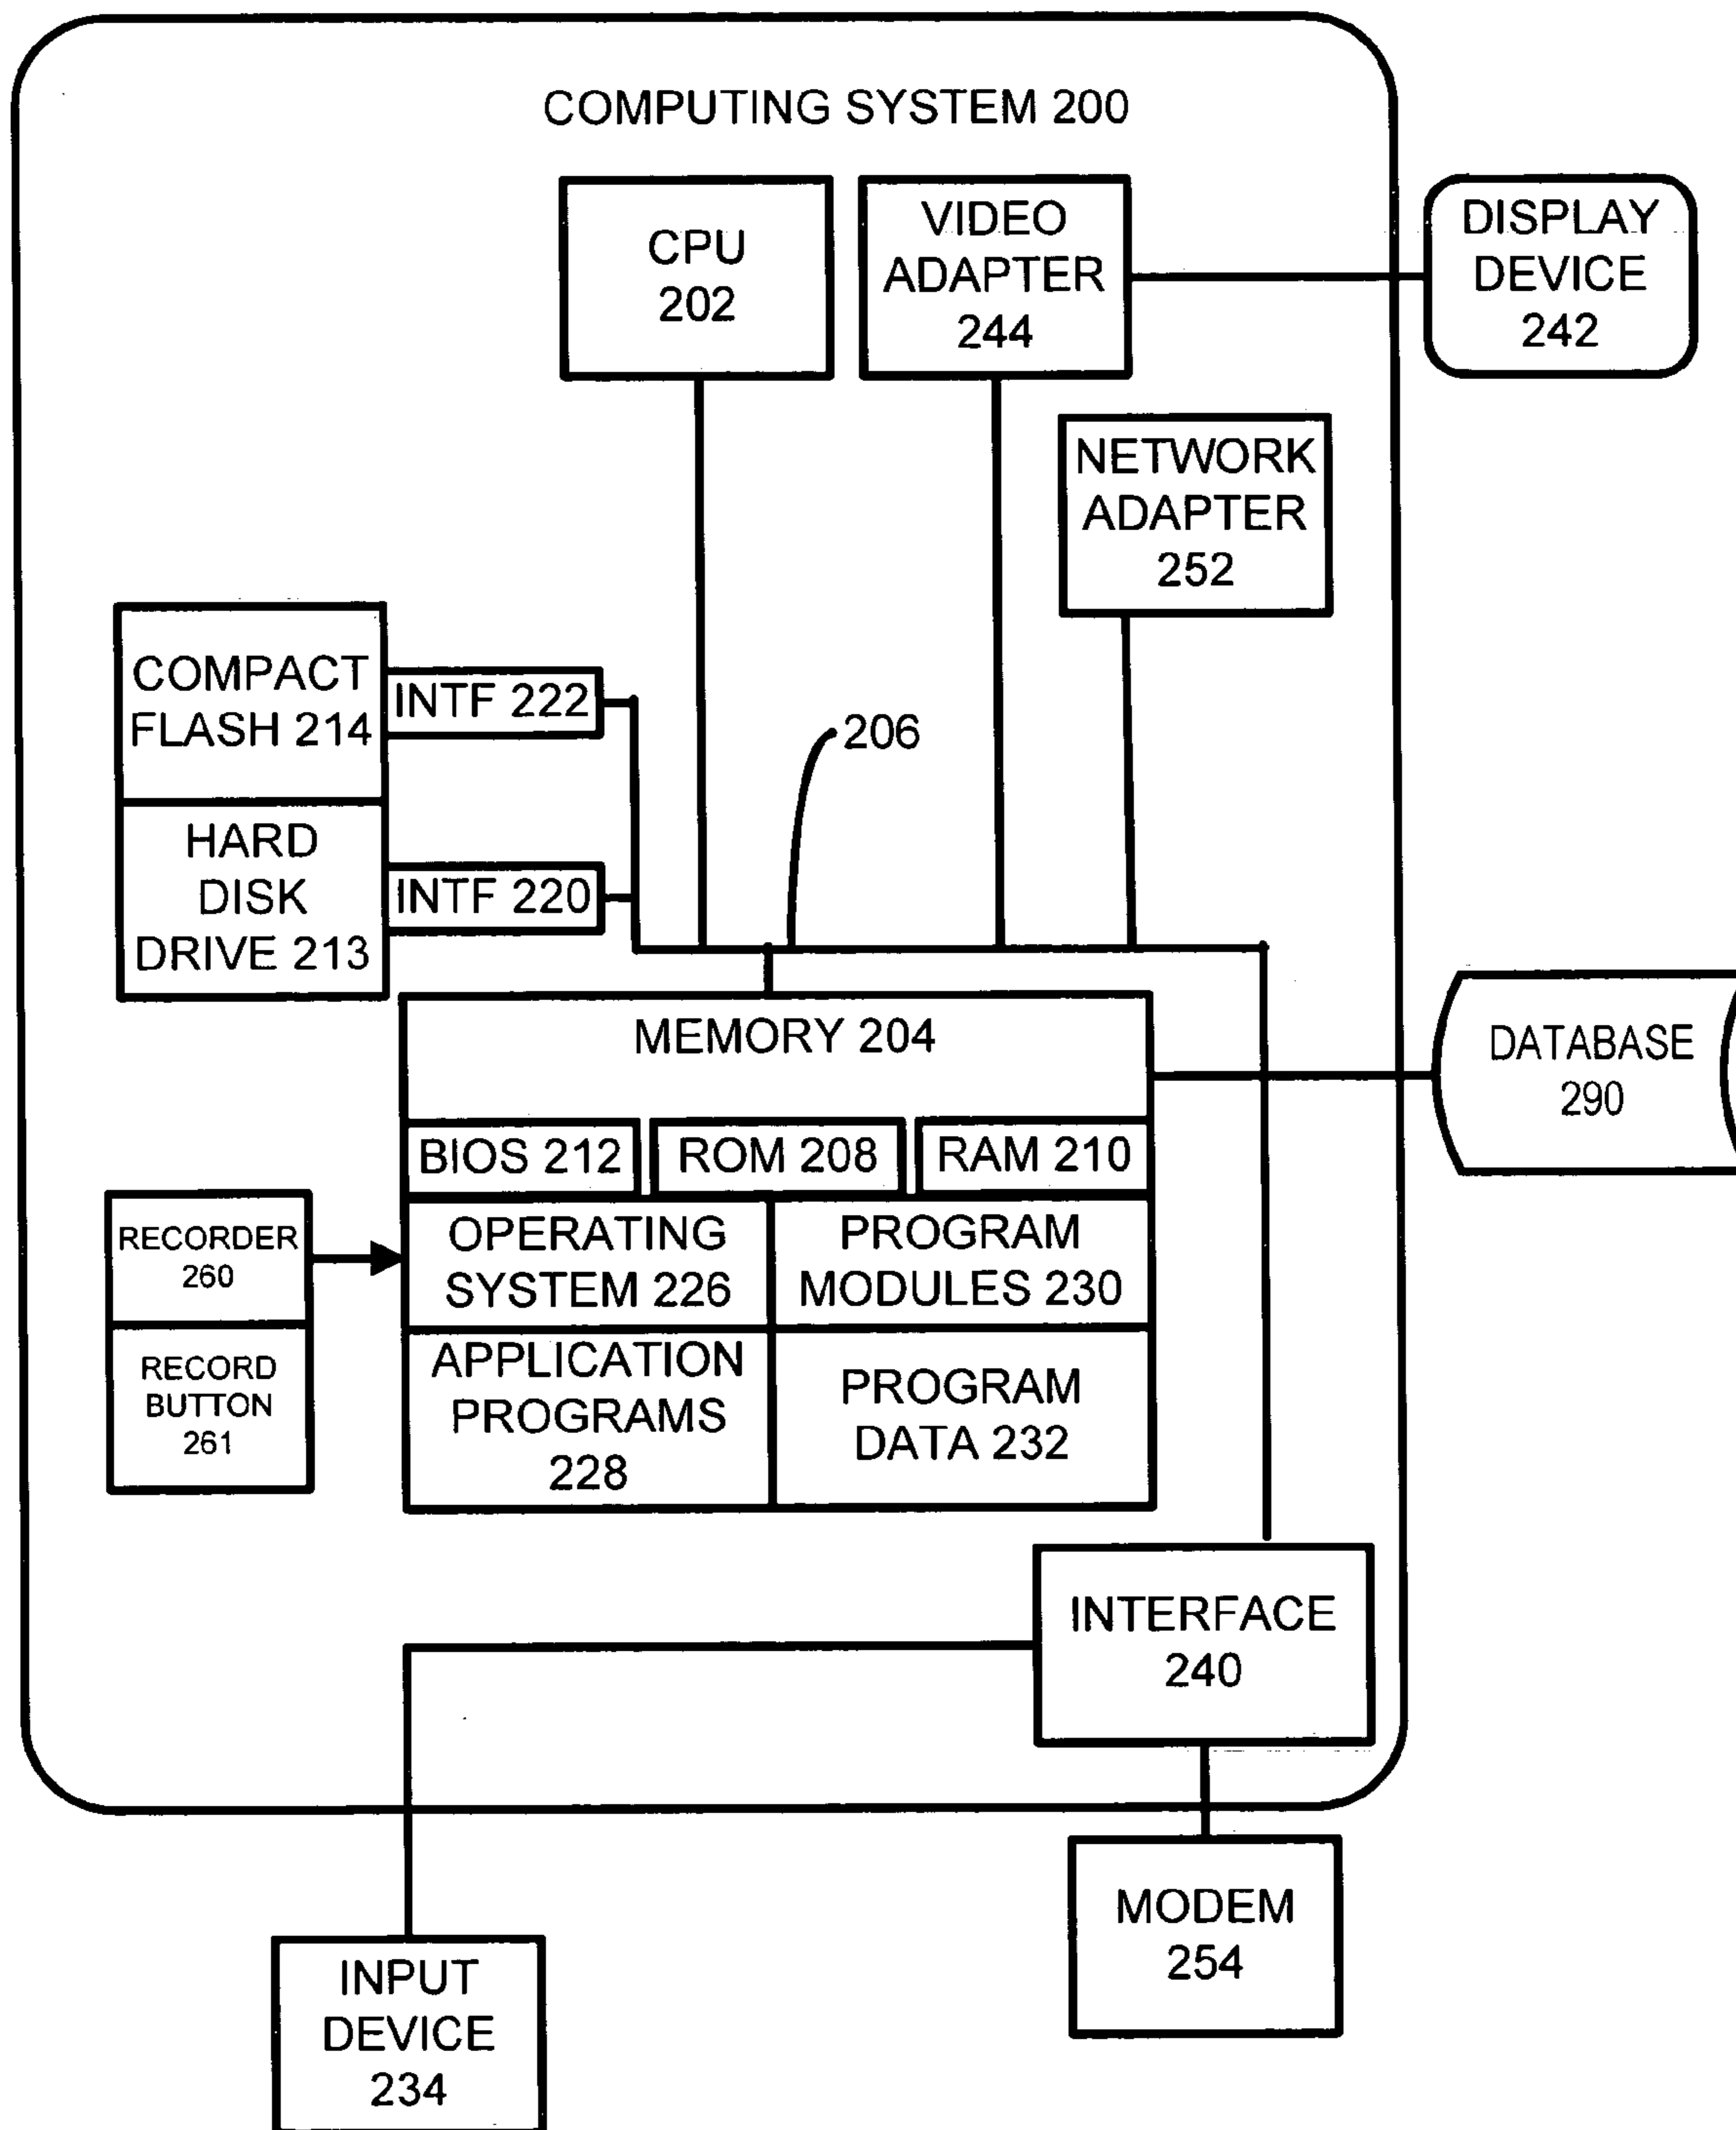 COMPUTING SYSTEM 200
CPU
202
VIDEO
ADAPTER
244
DISPLAY
DEVICE
242
NETWORK
ADAPTER
252
COMPACT
FLASH 214
INTF 222
206
HARD
DISK
DRIVE 213
INTF 220
MEMORY 204
DATABASE
290
BIOS 212
ROM 208
RAM 210
RECORDER
260
OPERATING
SYSTEM 226
PROGRAM
MODULES 230
RECORD
BUTTON
261
APPLICATION
PROGRAMS
228
PROGRAM
DATA 232
INTERFACE
240
MODEM
254
INPUT
DEVICE
234